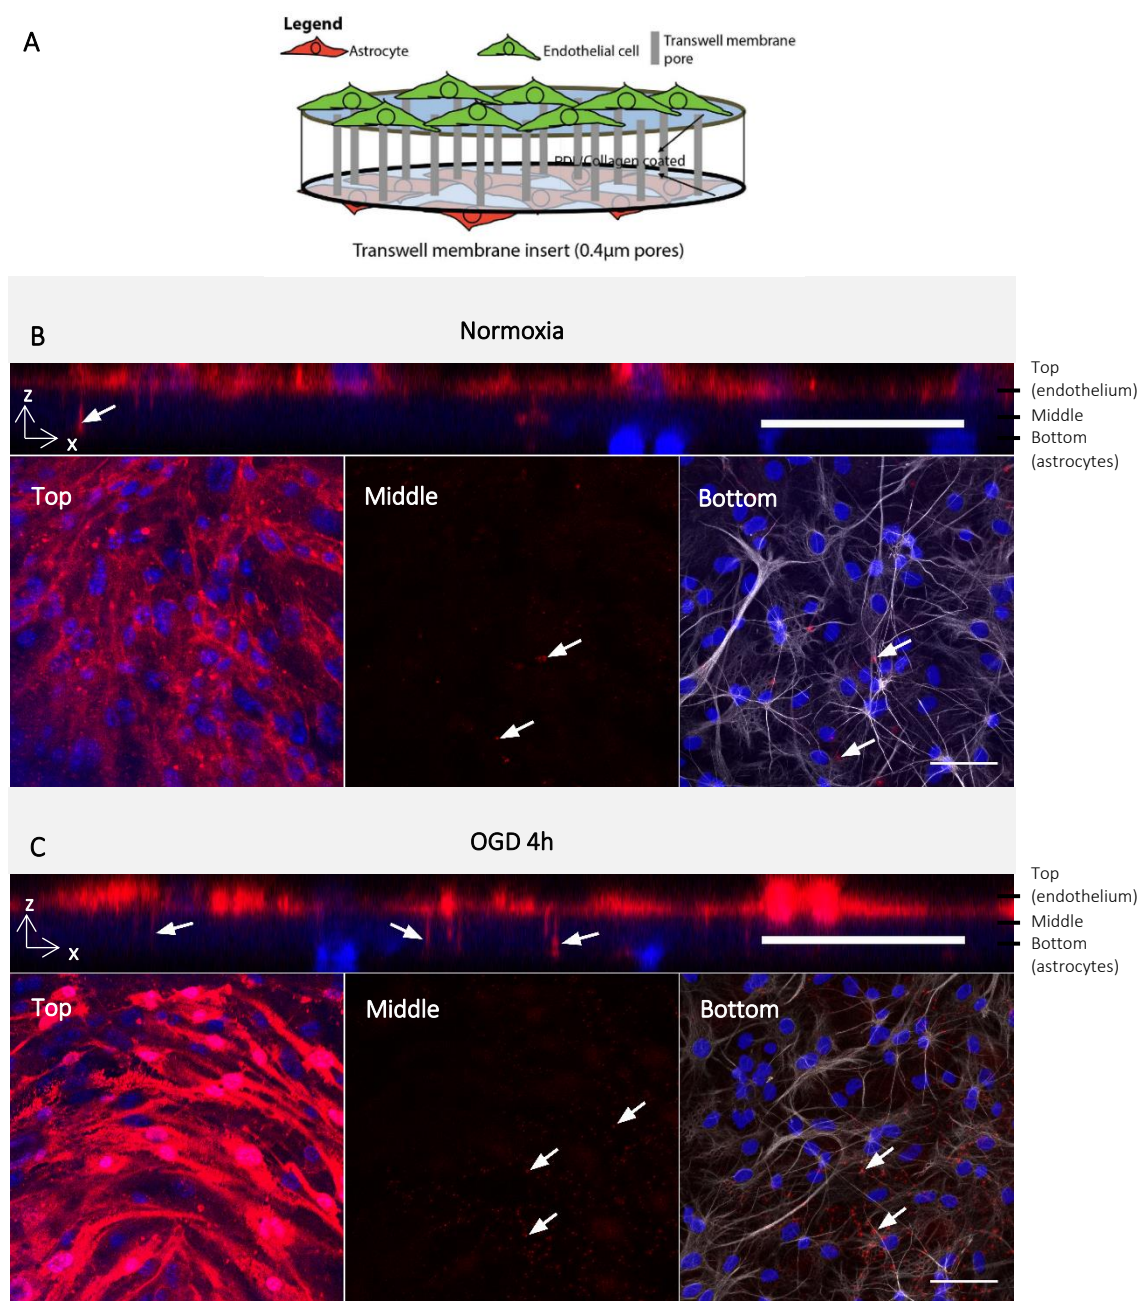 A
Legend
Astrocyte
Endothelial cell
Transwell membrane
pore
PDL/Collagen coated
Transwell membrane insert (0.4µm pores)
B
Normoxia
Z
X
Top
(endothelium)
Middle
Bottom
(astrocytes)
Top
Middle
Bottom
C
OGD 4h
Z
X
Top
(endothelium)
Middle
Bottom
(astrocytes)
Top
Middle
Bottom